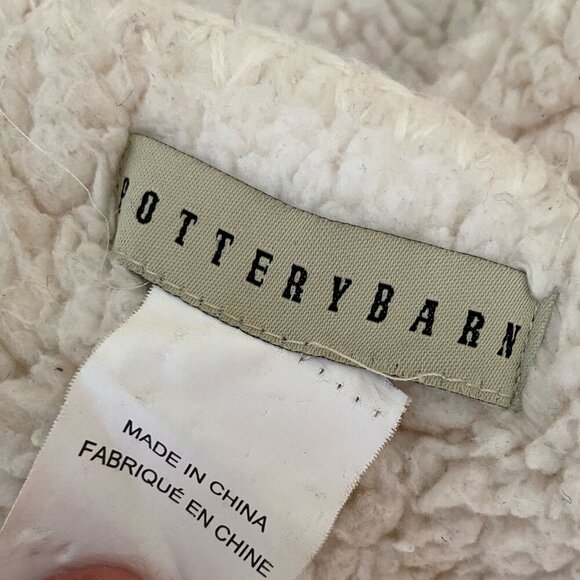 POTTERYBARN
MADE IN CHINA
FABRIQUÉ EN CHINE